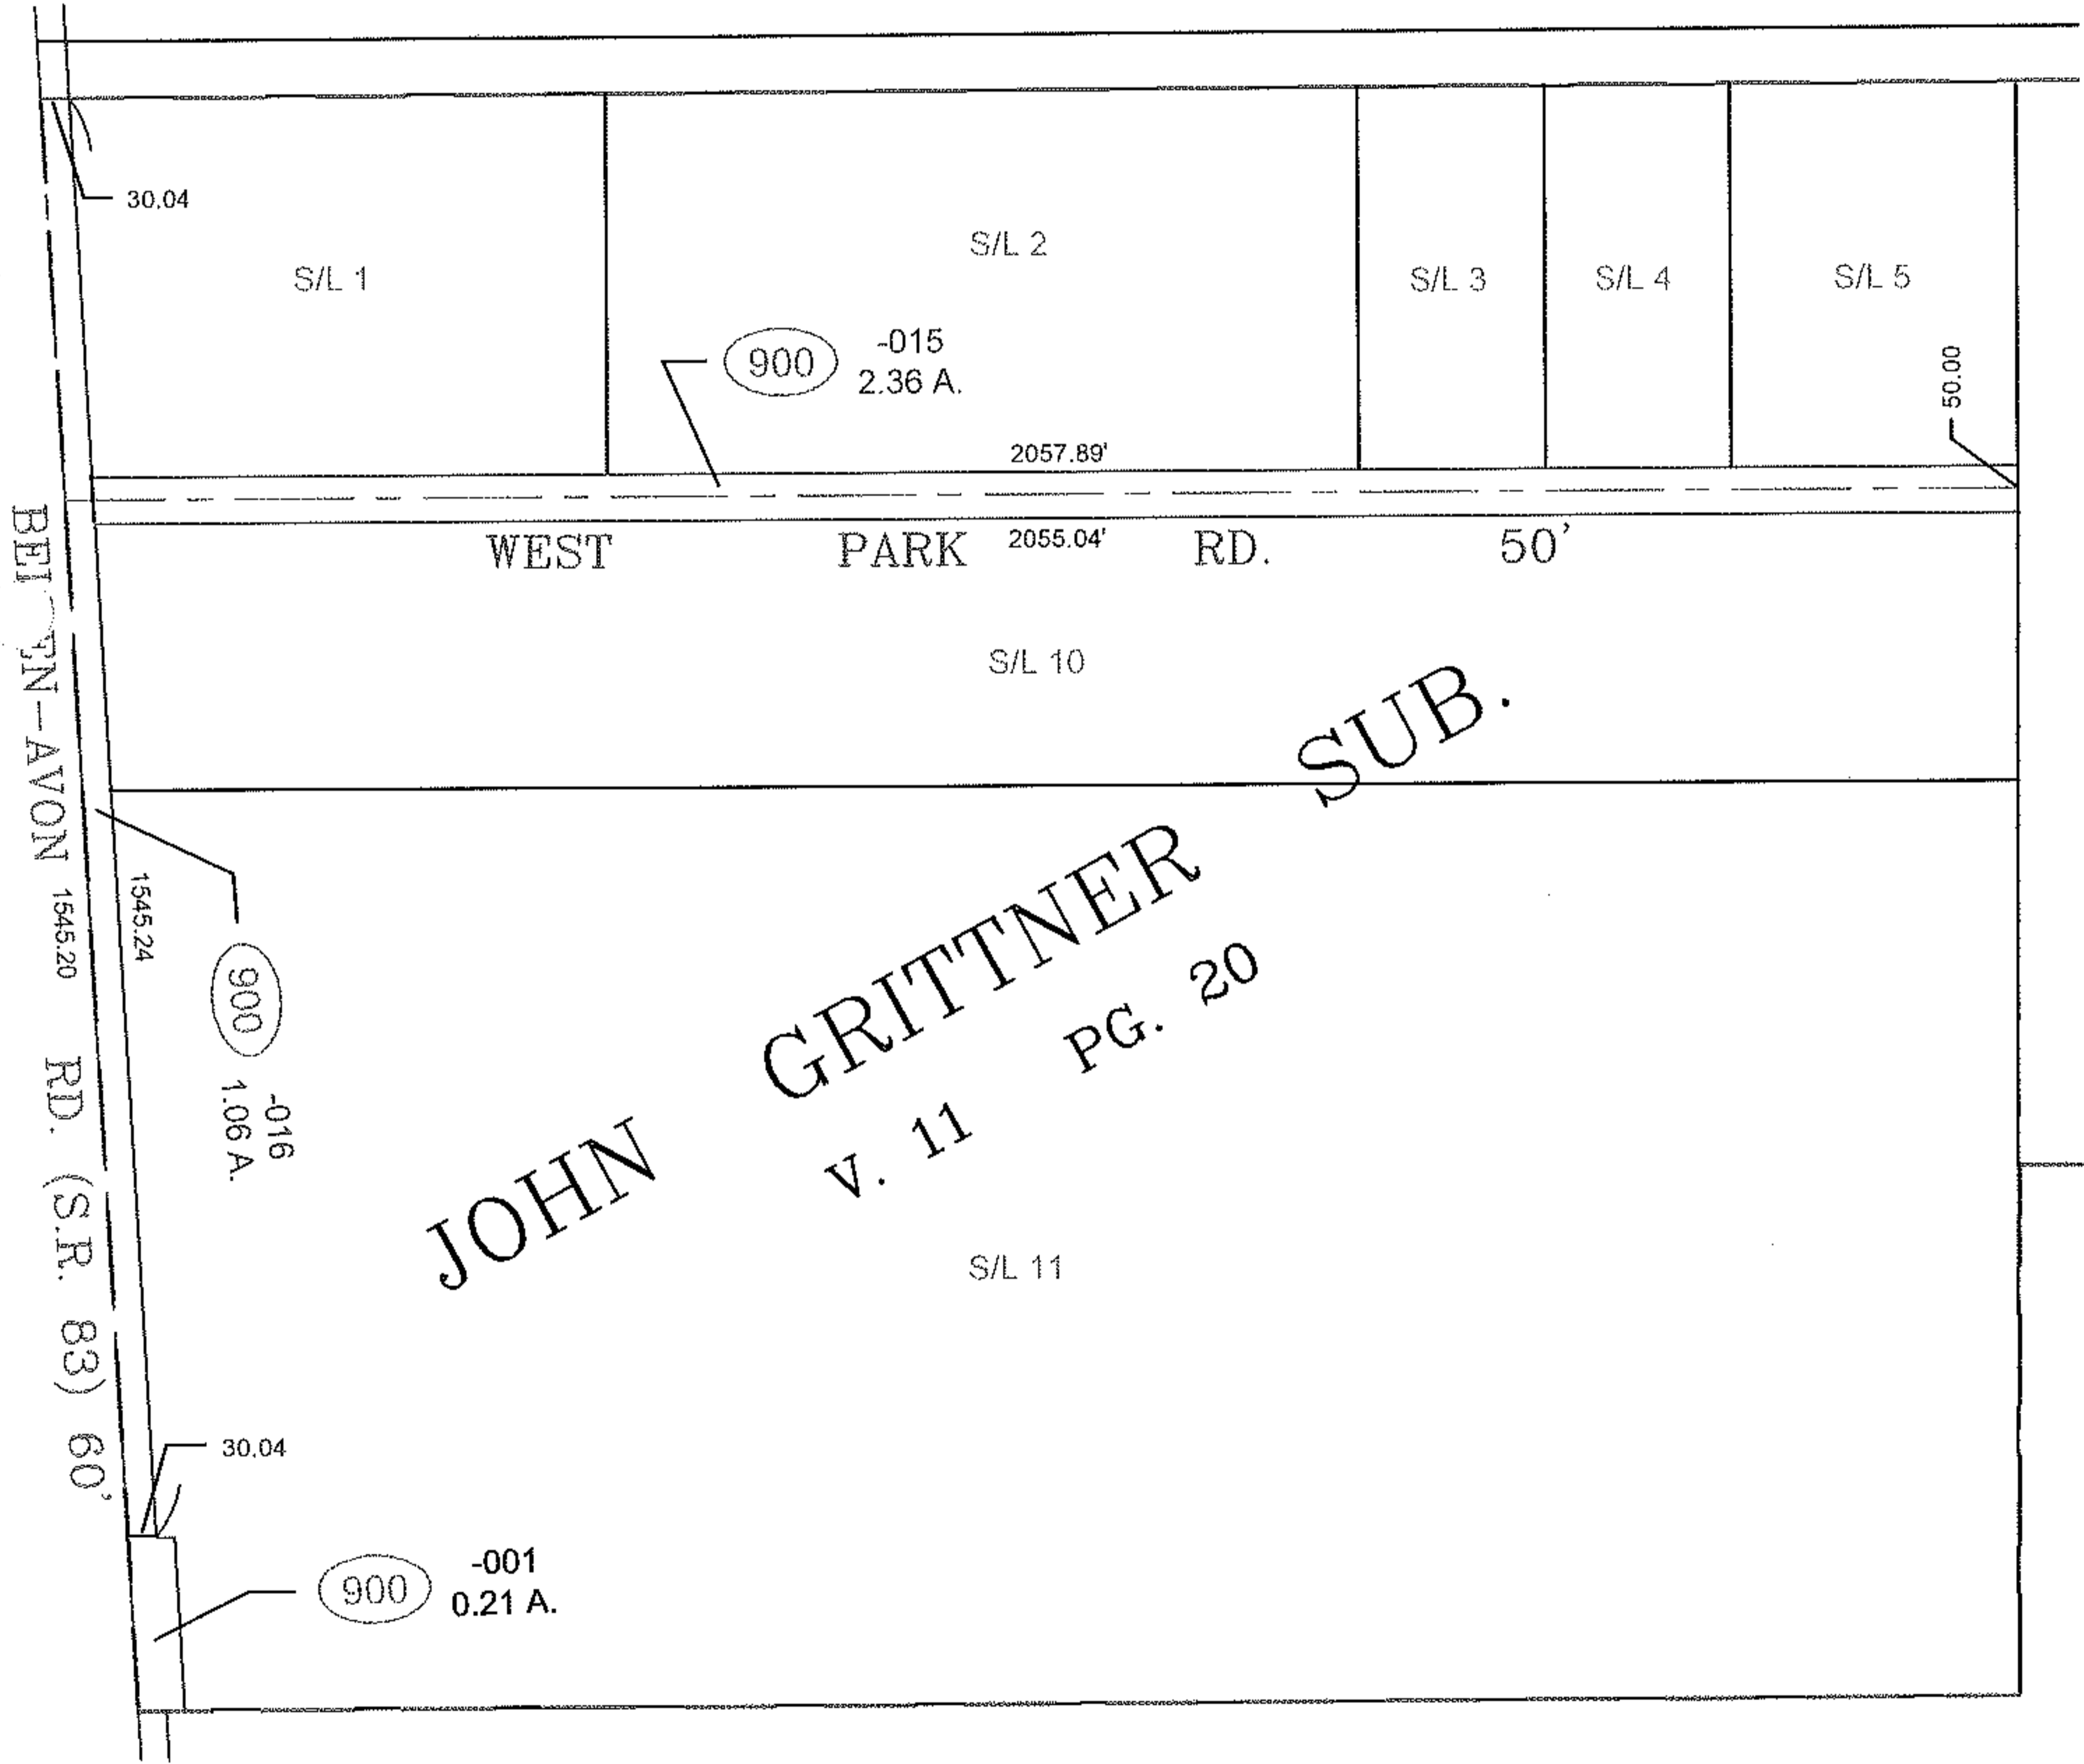 30.04
S/L 1
S/L 2
S/L 3
S/L 4
S/L 5
900
-015
2.36 A.
50.00
2057.89'
WEST PARK RD. 50'
2055.04'
S/L 10
AVON RD. (S.R. 83) 60'
1545.20
1545.24
900
-016
1.06 A.
JOHN GRITTNER SUB.
V. 11 PG. 20
S/L 11
30.04
900
-001
0.21 A.